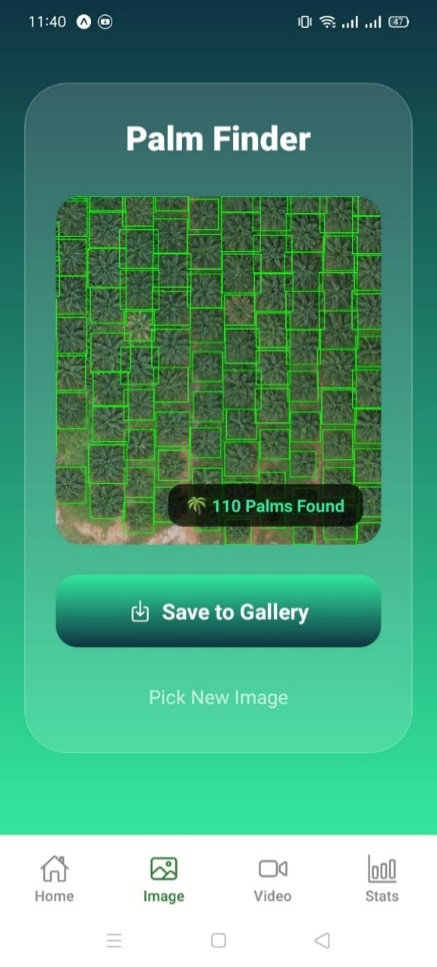 11:40
47
Palm Finder
110 Palms Found
Save to Gallery
Pick New Image
Home
Image
Video
Stats